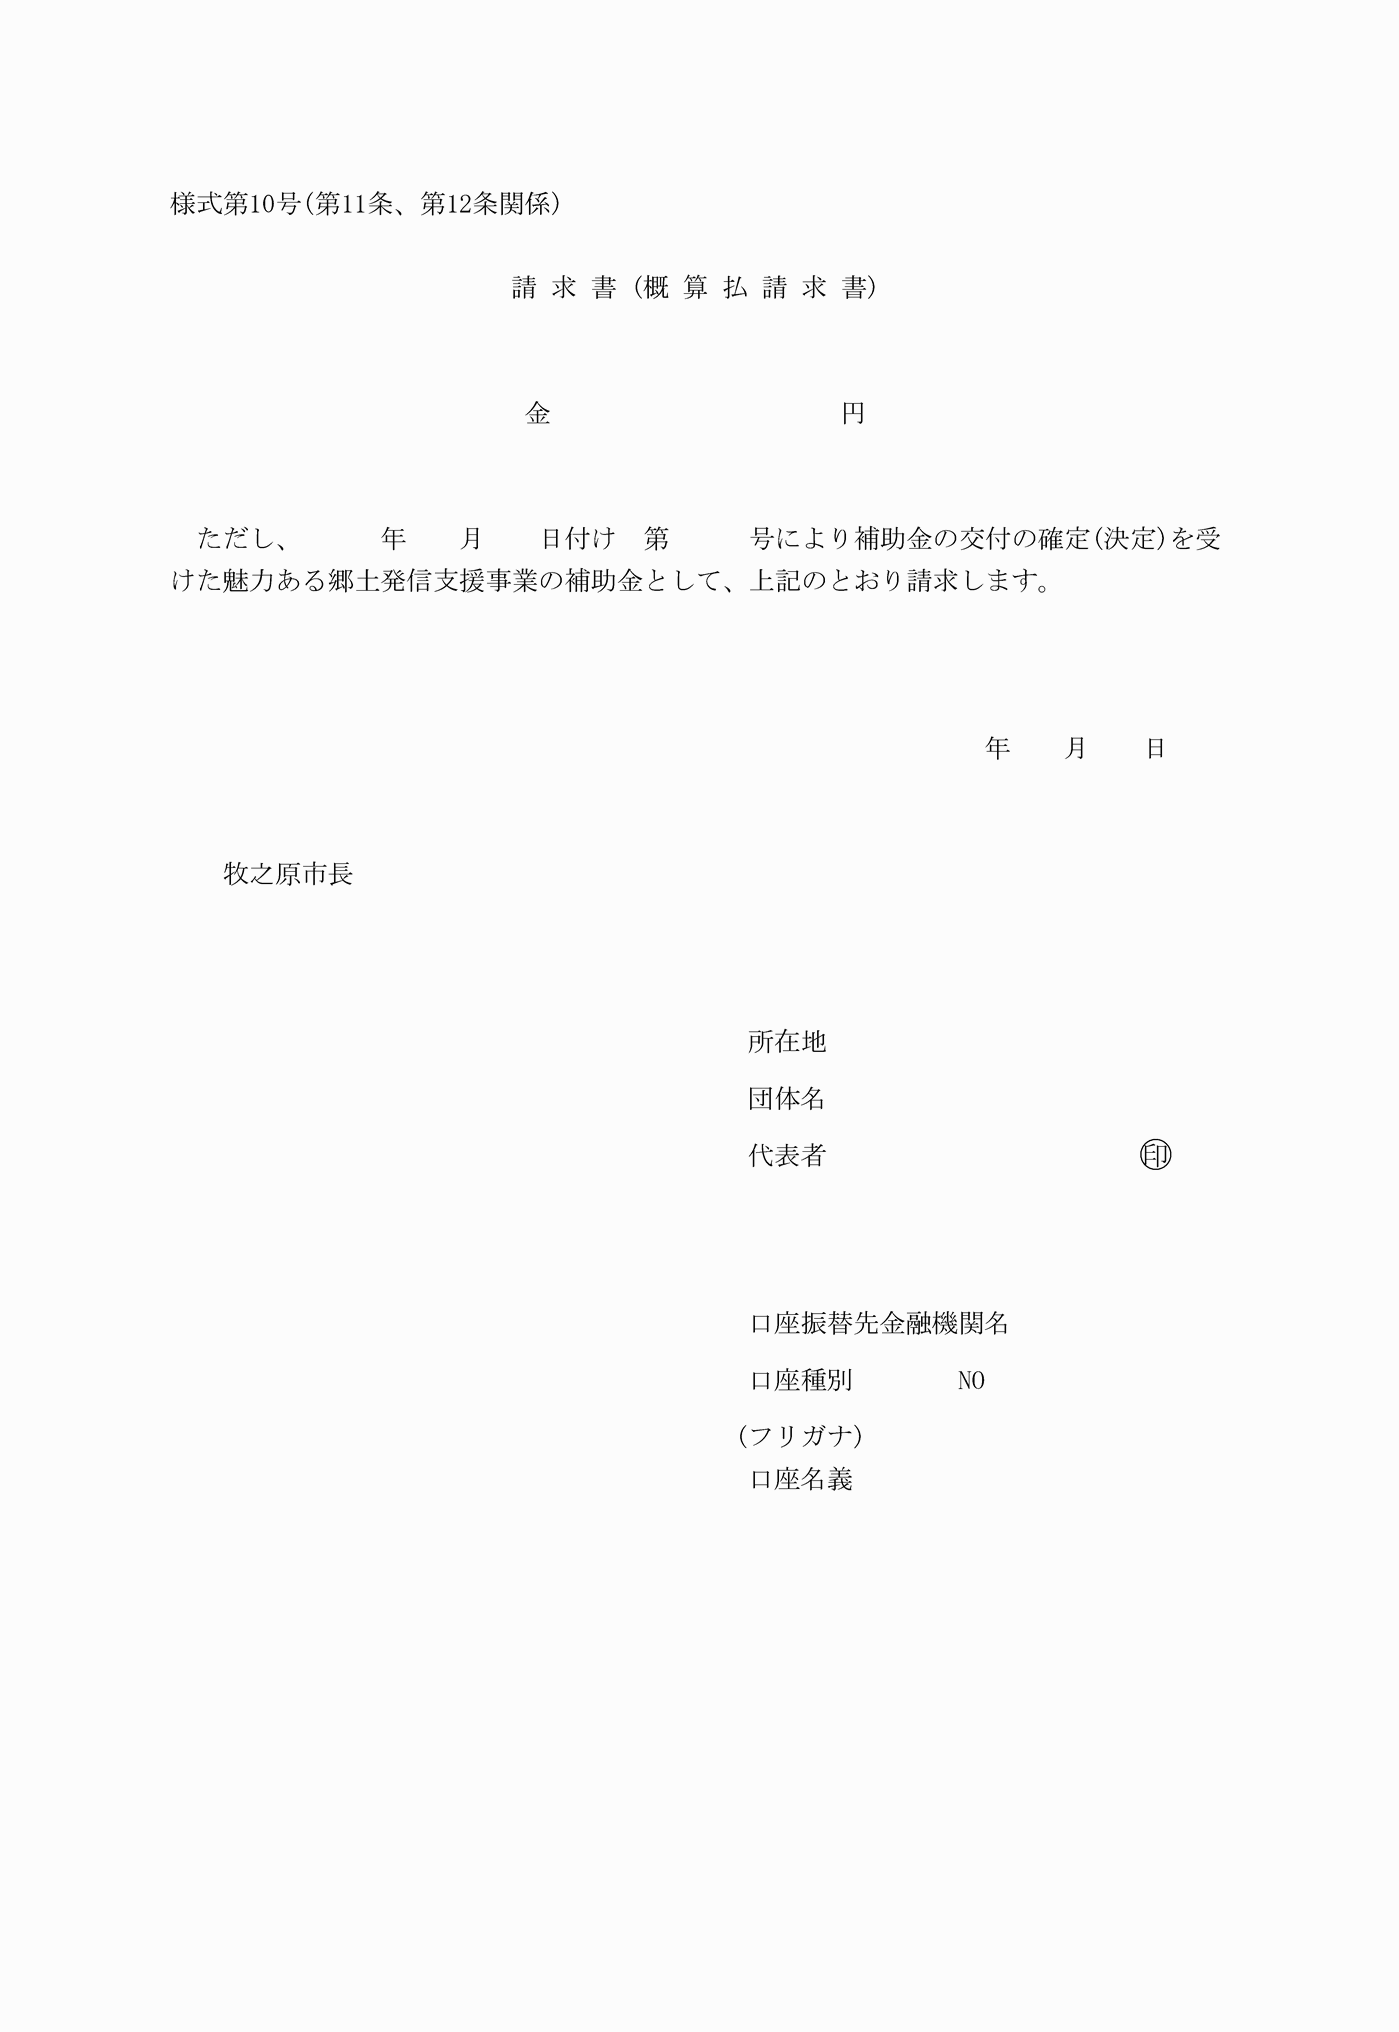 様式第10号(第11条、第12条関係)
請 求 書 (概 算 払 請 求 書)
金　　　　　　　　　　　円
ただし、　　　年　　月　　日付け　第　　　号により補助金の交付の確定(決定)を受
けた魅力ある郷土発信支援事業の補助金として、上記のとおり請求します。
年　　月　　日
牧之原市長
所在地
団体名
代表者　　　　　　　　　　　　㊞
口座振替先金融機関名
口座種別　　　　NO
(フリガナ)
口座名義